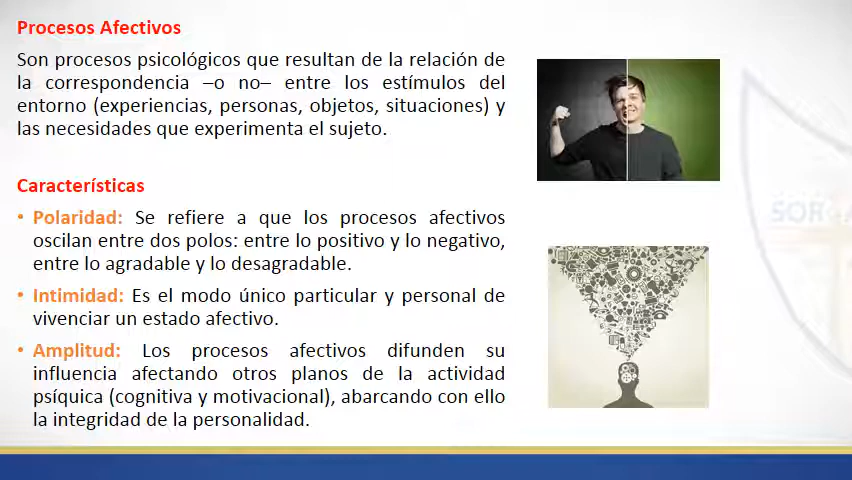 Procesos Afectivos
Son procesos psicológicos que resultan de la relación de
la correspondencia –o no– entre los estímulos del
entorno (experiencias, personas, objetos, situaciones) y
las necesidades que experimenta el sujeto.
Características
• Polaridad: Se refiere a que los procesos afectivos
oscilan entre dos polos: entre lo positivo y lo negativo,
entre lo agradable y lo desagradable.
• Intimidad: Es el modo único particular y personal de
vivenciar un estado afectivo.
• Amplitud: Los procesos afectivos difunden su
influencia afectando otros planos de la actividad
psíquica (cognitiva y motivacional), abarcando con ello
la integridad de la personalidad.